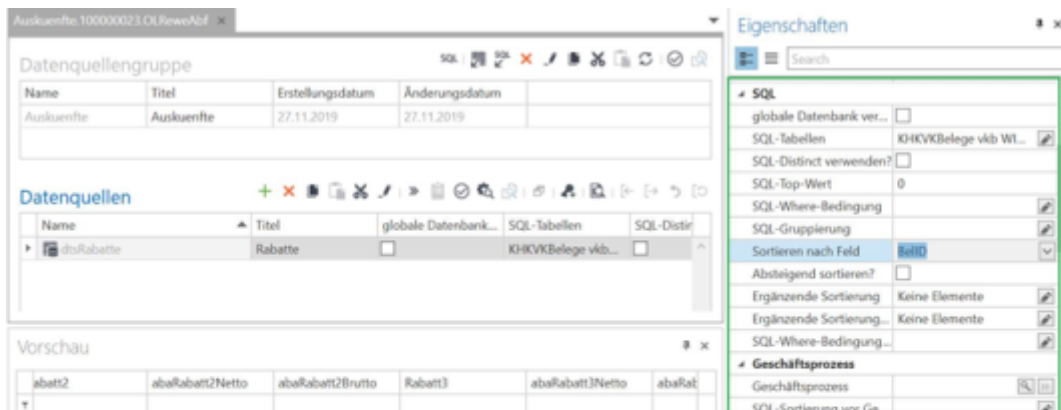 Auskuenfte.100000023.OLReweAbf ×
Datenquellengruppe
SQL SQL
Name Titel Erstellungsdatum Änderungsdatum
Auskuenfte Auskuenfte 27.11.2019 27.11.2019
Datenquellen
Name Titel globale Datenbank... SQL-Tabellen SQL-Distin
dtsRabatte Rabatte KHKVKBelege vkb...
Vorschau
abatt2 abaRabatt2Netto abaRabatt2Brutto Rabatt3 abaRabatt3Netto abaRab
Eigenschaften
Search
SQL
globale Datenbank ver...
SQL-Tabellen KHKVKBelege vkb WI...
SQL-Distinct verwenden?
SQL-Top-Wert 0
SQL-Where-Bedingung
SQL-Gruppierung
Sortieren nach Feld BelID
Absteigend sortieren?
Ergänzende Sortierung Keine Elemente
Ergänzende Sortierung... Keine Elemente
SQL-Where-Bedingung...
Geschäftsprozess
Geschäftsprozess
SQL-Sortierung vor Ge...